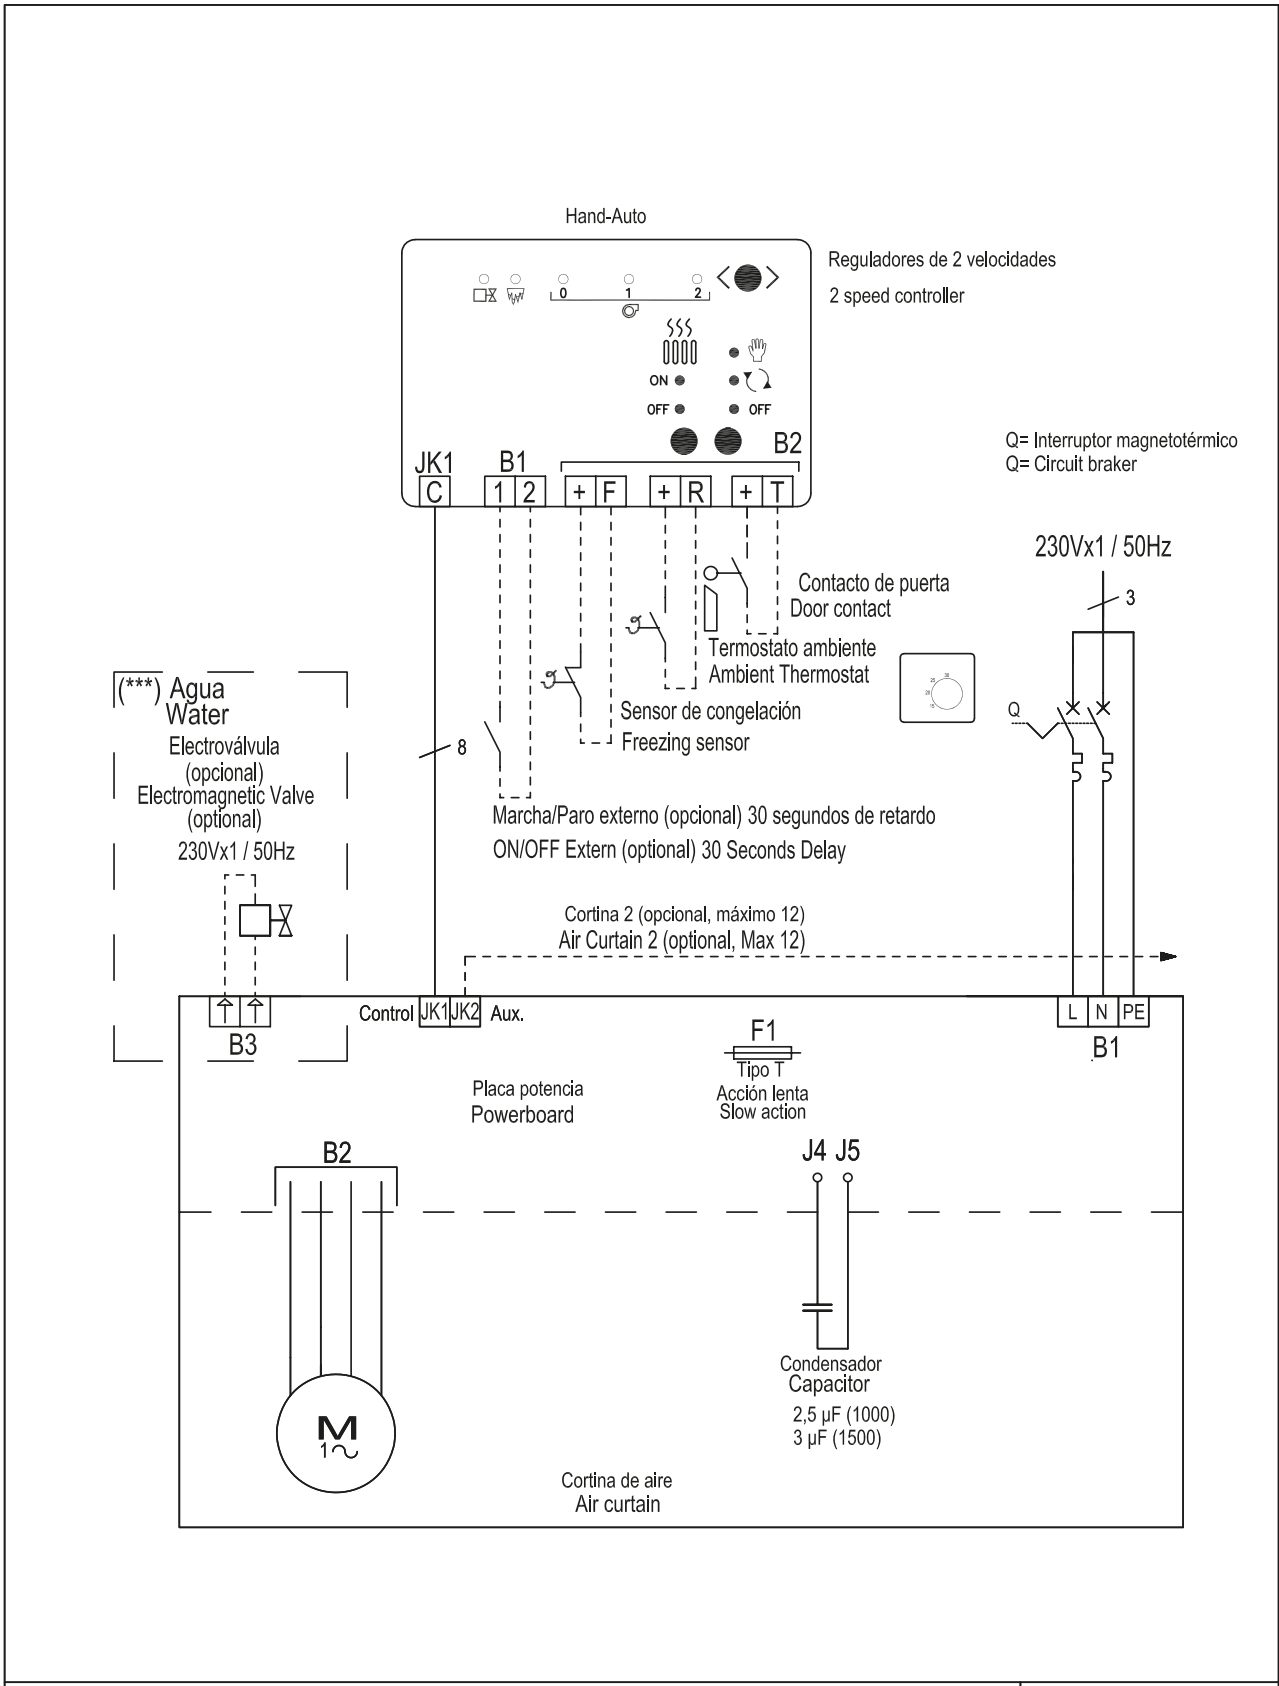 Hand-Auto
Reguladores de 2 velocidades
2 speed controller
0 1 2
ON
OFF OFF
B2
JK1 B1
C 1 2 + F + R + T
Q= Interruptor magnetotérmico
Q= Circuit braker
230Vx1 / 50Hz
3
Contacto de puerta
Door contact
Termostato ambiente
Ambient Thermostat
15 20 25 30
Q
Sensor de congelación
Freezing sensor
8
(***) Agua
Water
Electroválvula
(opcional)
Electromagnetic Valve
(optional)
230Vx1 / 50Hz
Marcha/Paro externo (opcional) 30 segundos de retardo
ON/OFF Extern (optional) 30 Seconds Delay
Cortina 2 (opcional, máximo 12)
Air Curtain 2 (optional, Max 12)
Control JK1 JK2 Aux.
L N PE
B3
B1
F1
Tipo T
Acción lenta
Slow action
Placa potencia
Powerboard
B2
J4 J5
Condensador
Capacitor
2,5 µF (1000)
3 µF (1500)
M
1~
Cortina de aire
Air curtain